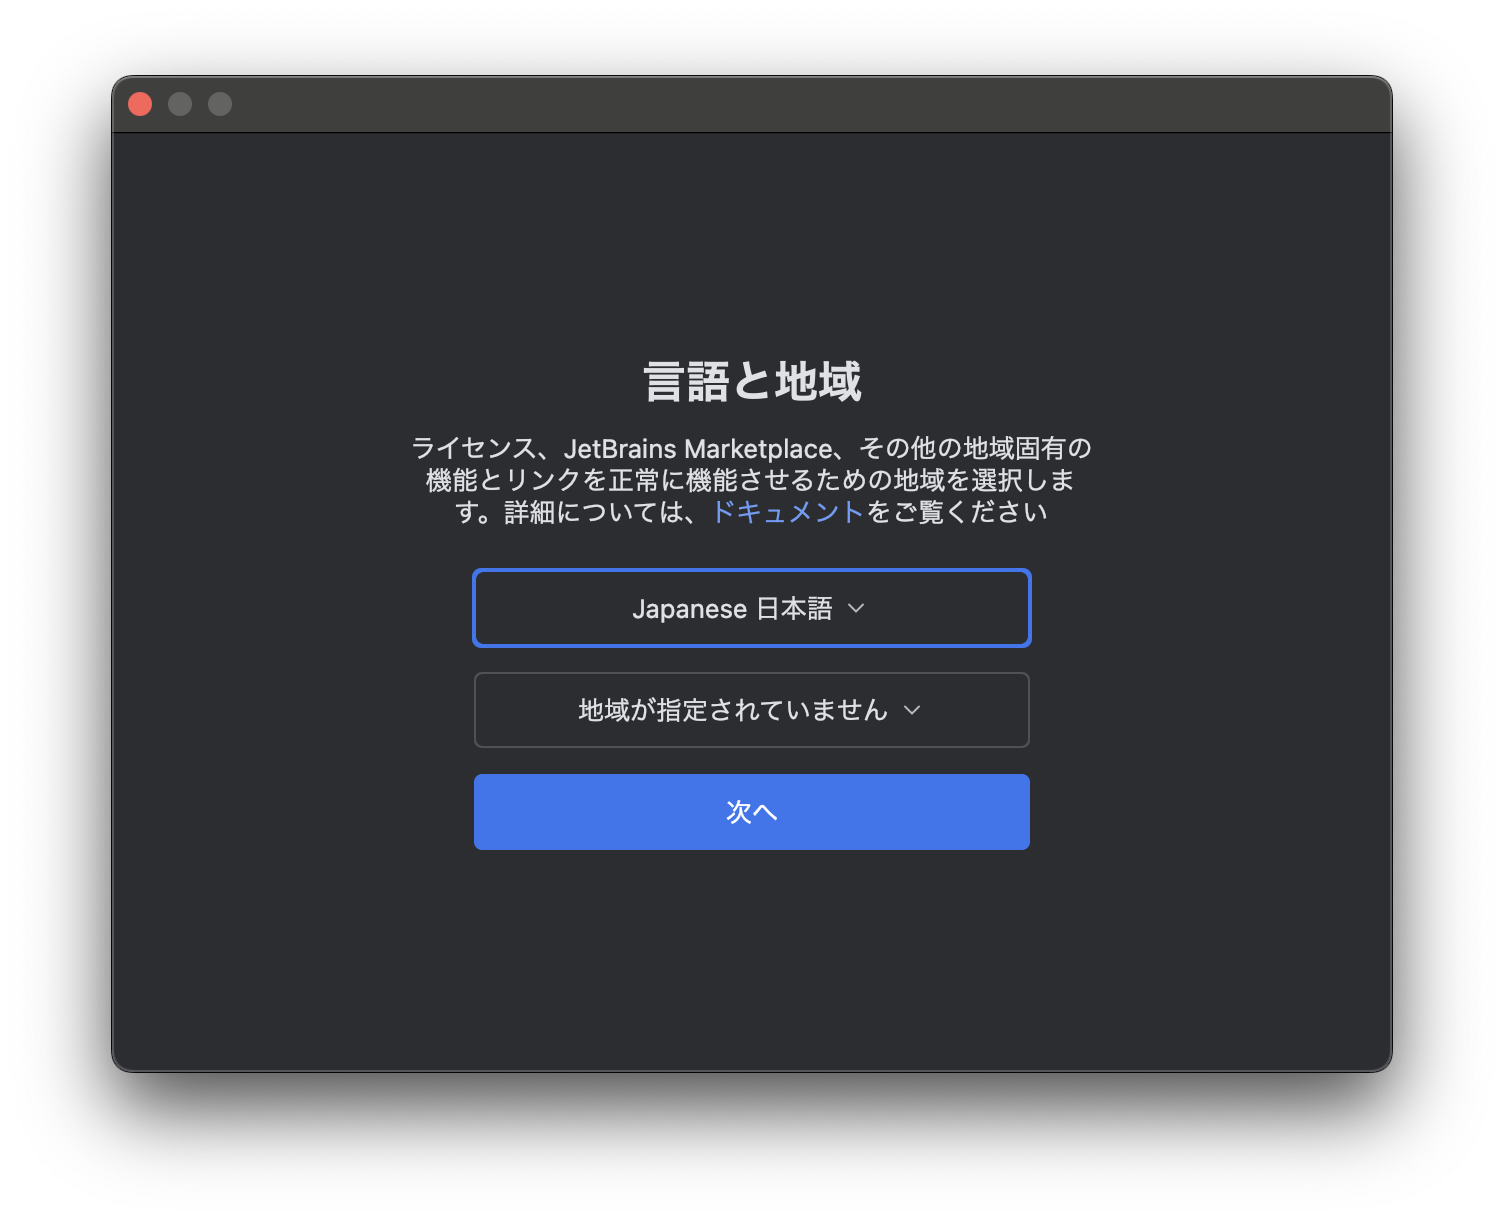 言語と地域
ライセンス、JetBrains Marketplace、その他の地域固有の
機能とリンクを正常に機能させるための地域を選択しま
す。詳細については、ドキュメントをご覧ください
Japanese 日本語
地域が指定されていません
次へ